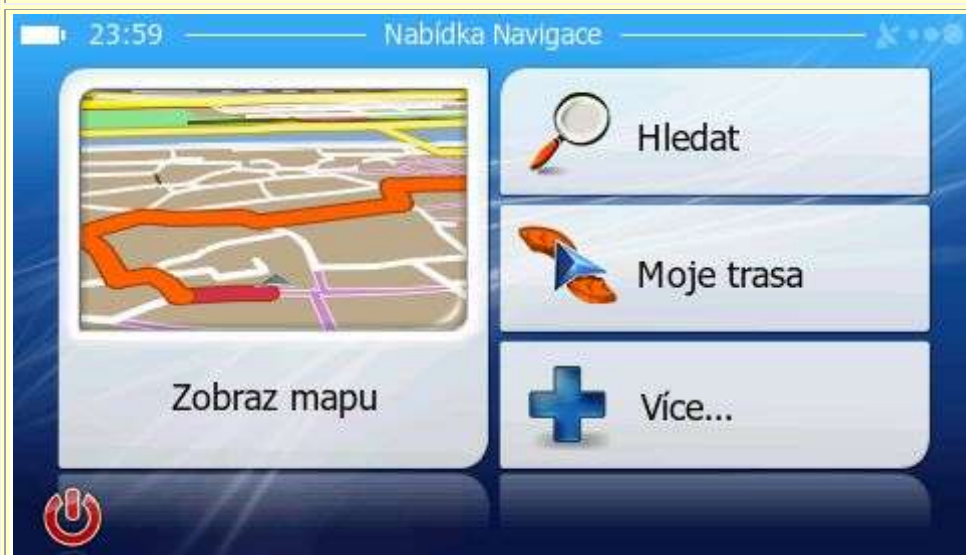 23:59 Nabídka Navigace
Hledat
Moje trasa
Zobraz mapu
Více...